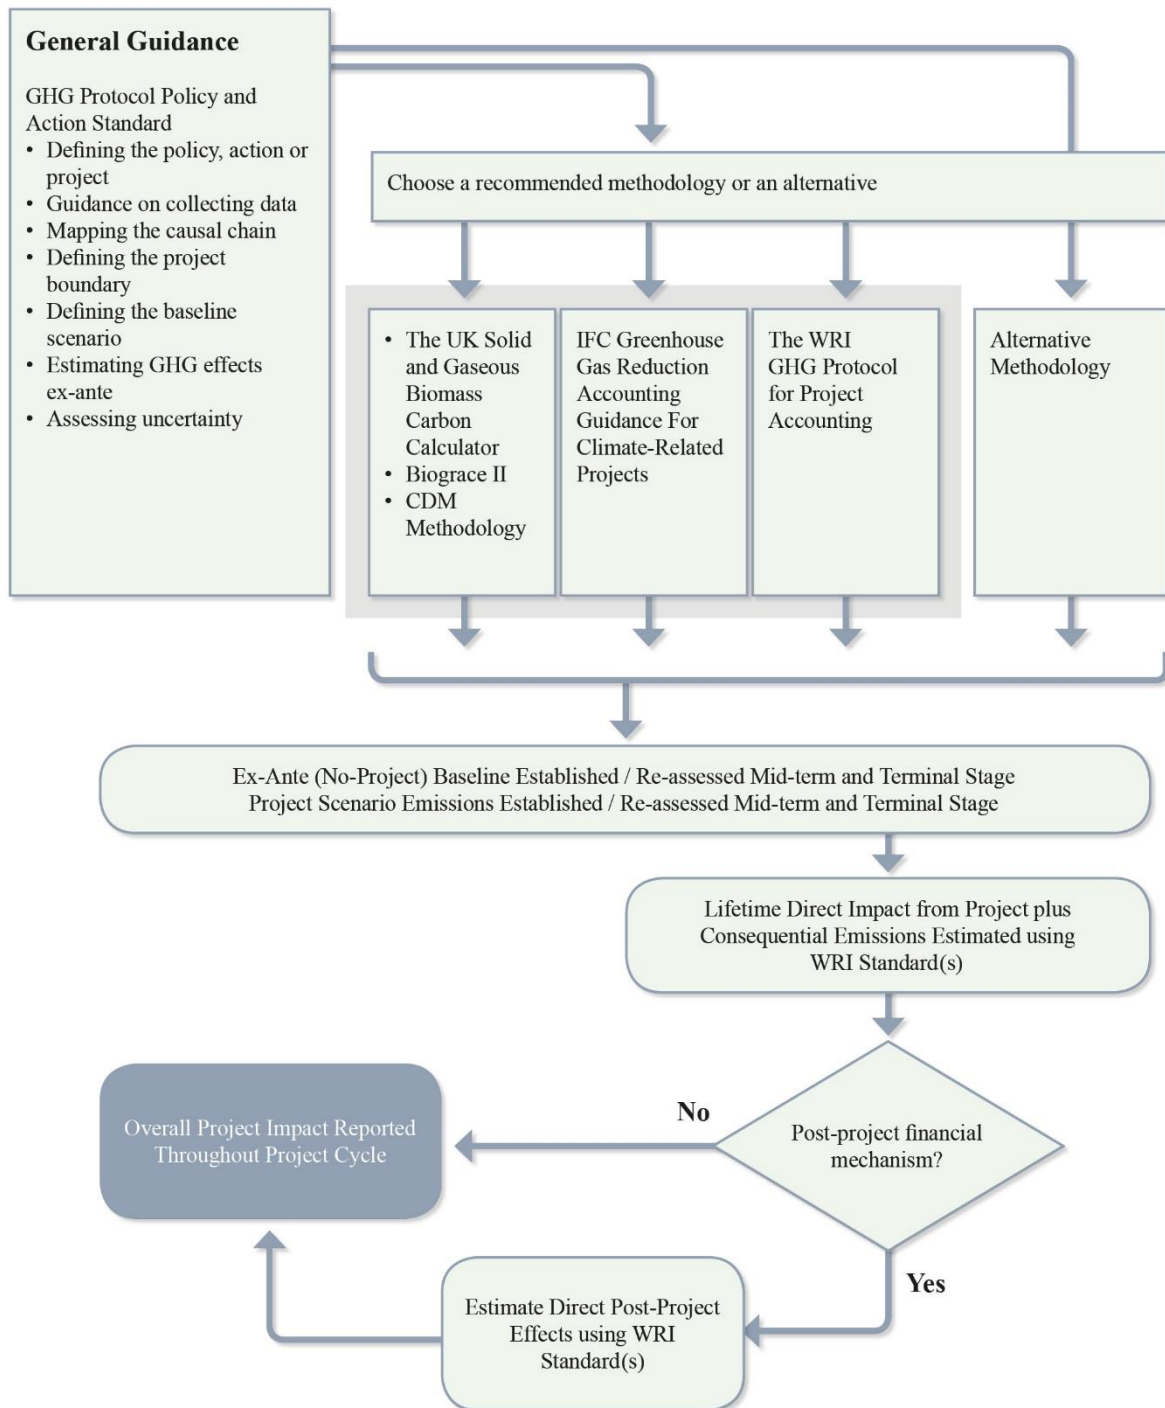 General Guidance
GHG Protocol Policy and
Action Standard
• Defining the policy, action or
project
• Guidance on collecting data
• Mapping the causal chain
• Defining the project
boundary
• Defining the baseline
scenario
• Estimating GHG effects
ex-ante
• Assessing uncertainty
Choose a recommended methodology or an alternative
• The UK Solid
and Gaseous
Biomass
Carbon
Calculator
• Biograce II
• CDM
Methodology
IFC Greenhouse
Gas Reduction
Accounting
Guidance For
Climate-Related
Projects
The WRI
GHG Protocol
for Project
Accounting
Alternative
Methodology
Ex-Ante (No-Project) Baseline Established / Re-assessed Mid-term and Terminal Stage
Project Scenario Emissions Established / Re-assessed Mid-term and Terminal Stage
Lifetime Direct Impact from Project plus
Consequential Emissions Estimated using
WRI Standard(s)
Post-project financial
mechanism?
No
Overall Project Impact Reported
Throughout Project Cycle
Yes
Estimate Direct Post-Project
Effects using WRI
Standard(s)